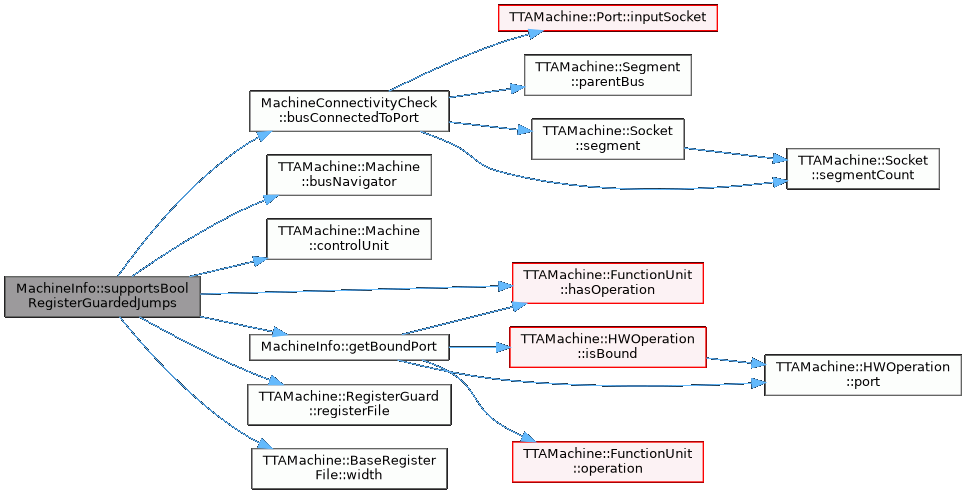 TTAMachine::Port::inputSocket
TTAMachine::Segment
::parentBus
MachineConnectivityCheck
::busConnectedToPort
TTAMachine::Socket
::segment
TTAMachine::Socket
::segmentCount
TTAMachine::Machine
::busNavigator
TTAMachine::Machine
::controlUnit
MachineInfo::supportsBool
RegisterGuardedJumps
TTAMachine::FunctionUnit
::hasOperation
MachineInfo::getBoundPort
TTAMachine::HWOperation
::isBound
TTAMachine::HWOperation
::port
TTAMachine::RegisterGuard
::registerFile
TTAMachine::FunctionUnit
::operation
TTAMachine::BaseRegister
File::width